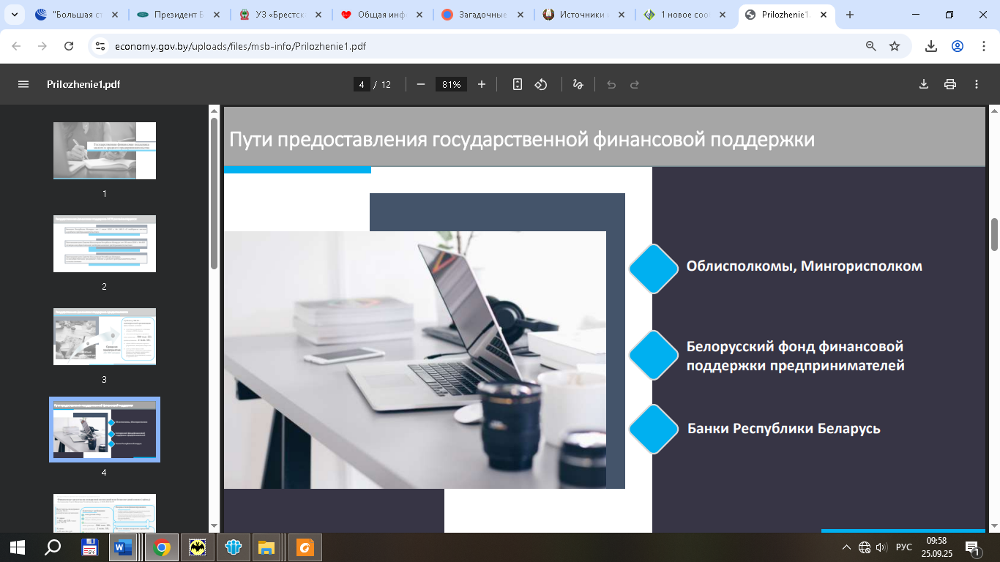 "Большая ст
Президент Б
УЗ «Брестск
Общая инф
Загадочные
Источники
1 новое соо
Prilozhenie1.
economy.gov.by/uploads/files/msb-info/Prilozhenie1.pdf
Prilozhenie1.pdf
4 / 12
81%
Пути предоставления государственной финансовой поддержки
Облисполкомы, Мингорисполком
Белорусский фонд финансовой
поддержки предпринимателей
Банки Республики Беларусь
1
2
3
4
РУС
09:58
25.09.25
1